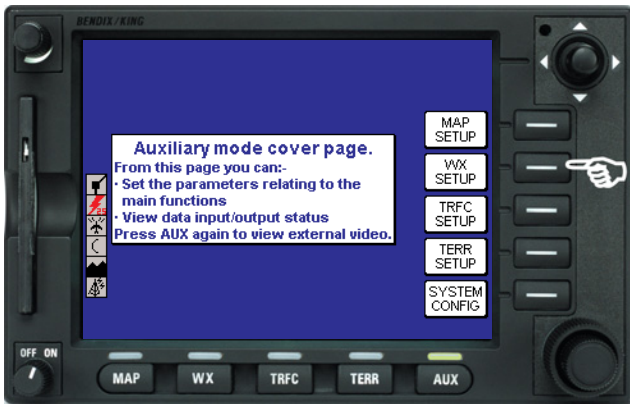 BENDIX/KING
MAP
SETUP
Auxiliary mode cover page.
From this page you can:-
· Set the parameters relating to the
main functions
· View data input/output status
Press AUX again to view external video.
WX
SETUP
TRFC
SETUP
TERR
SETUP
SYSTEM
CONFIG
25
OFF ON
MAP
WX
TRFC
TERR
AUX